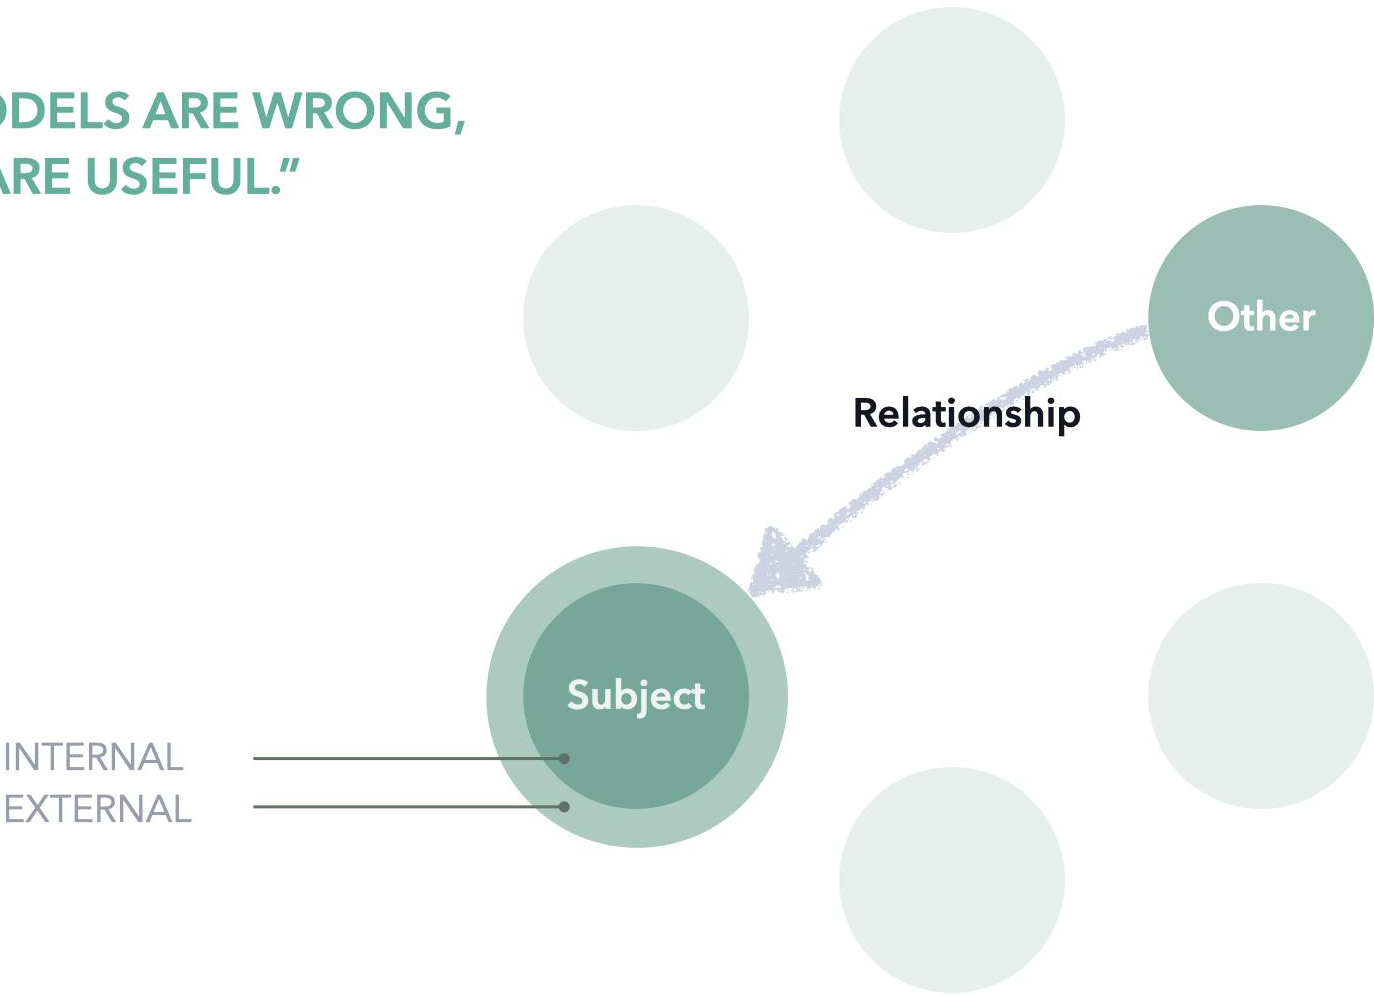 ODELS ARE WRONG,
ARE USEFUL.”
Other
Relationship
Subject
INTERNAL
EXTERNAL